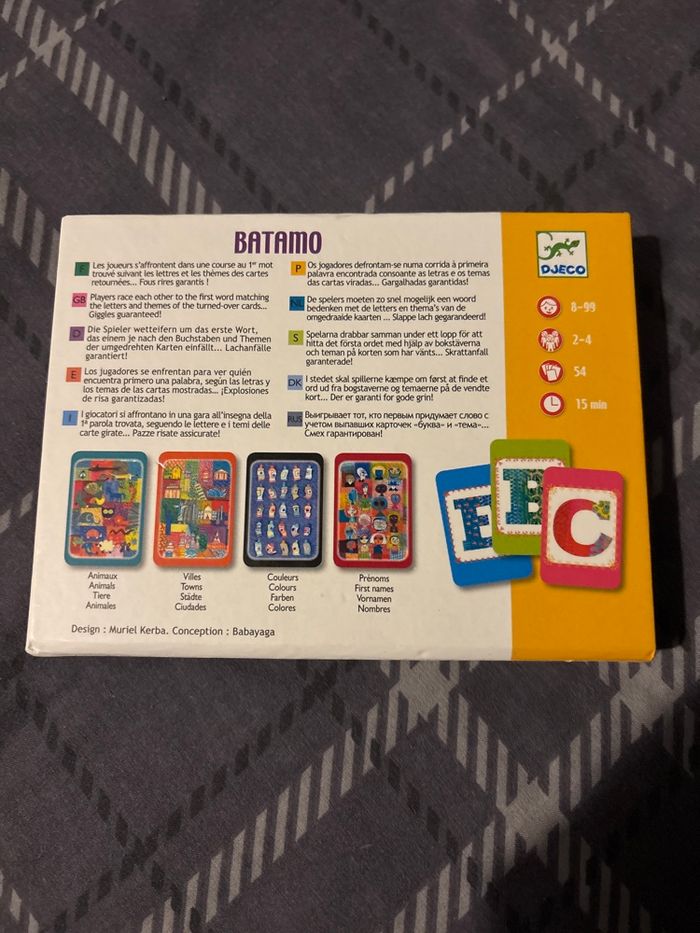 BATAMO
F Les joueurs s'affrontent dans une course au 1er mot
trouvé suivant les lettres et les thèmes des cartes
retournées... Fous rires garantis !
GB Players race each other to the first word matching
the letters and themes of the turned-over cards...
Giggles guaranteed!
D Die Spieler wetteifern um das erste Wort,
das einem je nach den Buchstaben und Themen
der umgedrehten Karten einfällt... Lachanfälle
garantiert!
E Los jugadores se enfrentan para ver quién
encuentra primero una palabra, según las letras y
los temas de las cartas mostradas... ¡Explosiones
de risa garantizadas!
I I giocatori si affrontano in una gara all'insegna della
1ª parola trovata, seguendo le lettere e i temi delle
carte girate... Pazze risate assicurate!
P Os jogadores defrontam-se numa corrida à primeira
palavra encontrada consoante as letras e os temas
das cartas viradas... Gargalhadas garantidas!
NL De spelers moeten zo snel mogelijk een woord
bedenken met de letters en thema's van de
omgedraaide kaarten ... Slappe lach gegarandeerd!
S Spelarna drabbar samman under ett lopp för att
hitta det första ordet med hjälp av bokstäverna
och teman på korten som har vänts... Skrattanfall
garanterade!
DK I stedet skal spillerne kæmpe om først at finde et
ord ud fra bogstaverne og temaerne på de vendte
kort... Der er garanti for gode grin!
RUS Выигрывает тот, кто первым придумает слово с
учетом выпавших карточек «буква» и «тема»...
Смех гарантирован!
DJECO
8-99
2-4
54
15 min
E
B
C
Animaux
Animals
Tiere
Animales
Villes
Towns
Städte
Ciudades
Couleurs
Colours
Farben
Colores
Prénoms
First names
Vornamen
Nombres
Design : Muriel Kerba. Conception : Babayaga